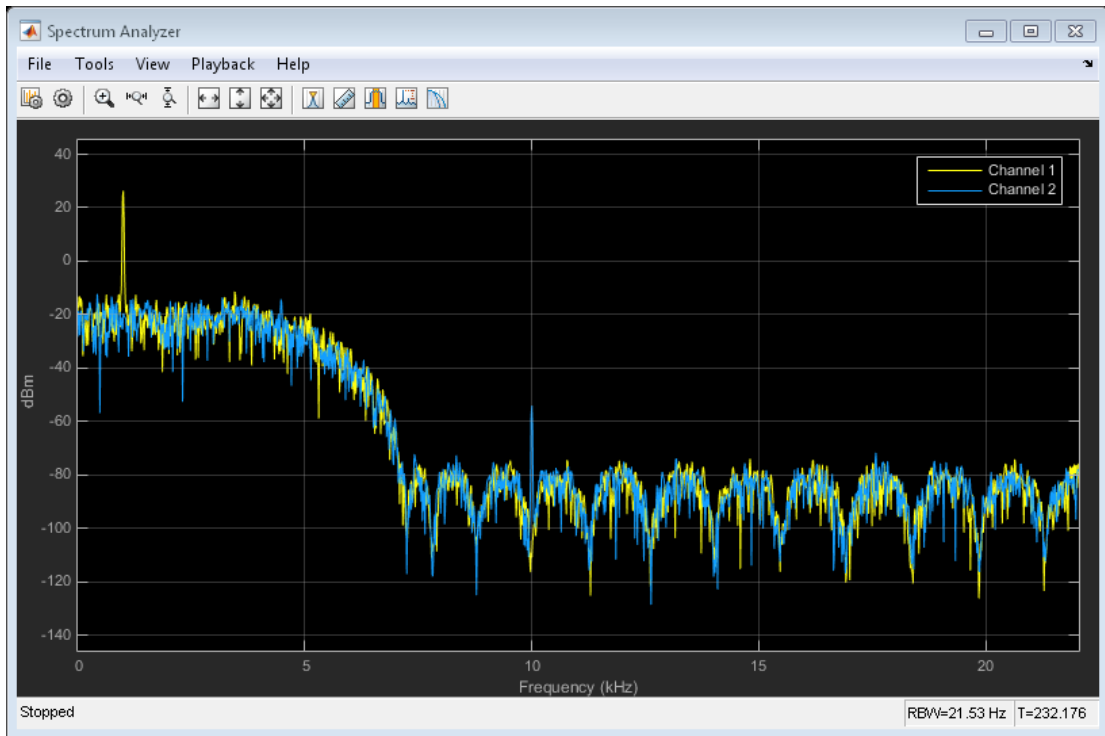 Spectrum Analyzer
File Tools View Playback Help
40
20
0
-20
-40
-60
-80
-100
-120
-140
dBm
Channel 1
Channel 2
0 5 10 15 20
Frequency (kHz)
Stopped RBW=21.53 Hz T=232.176